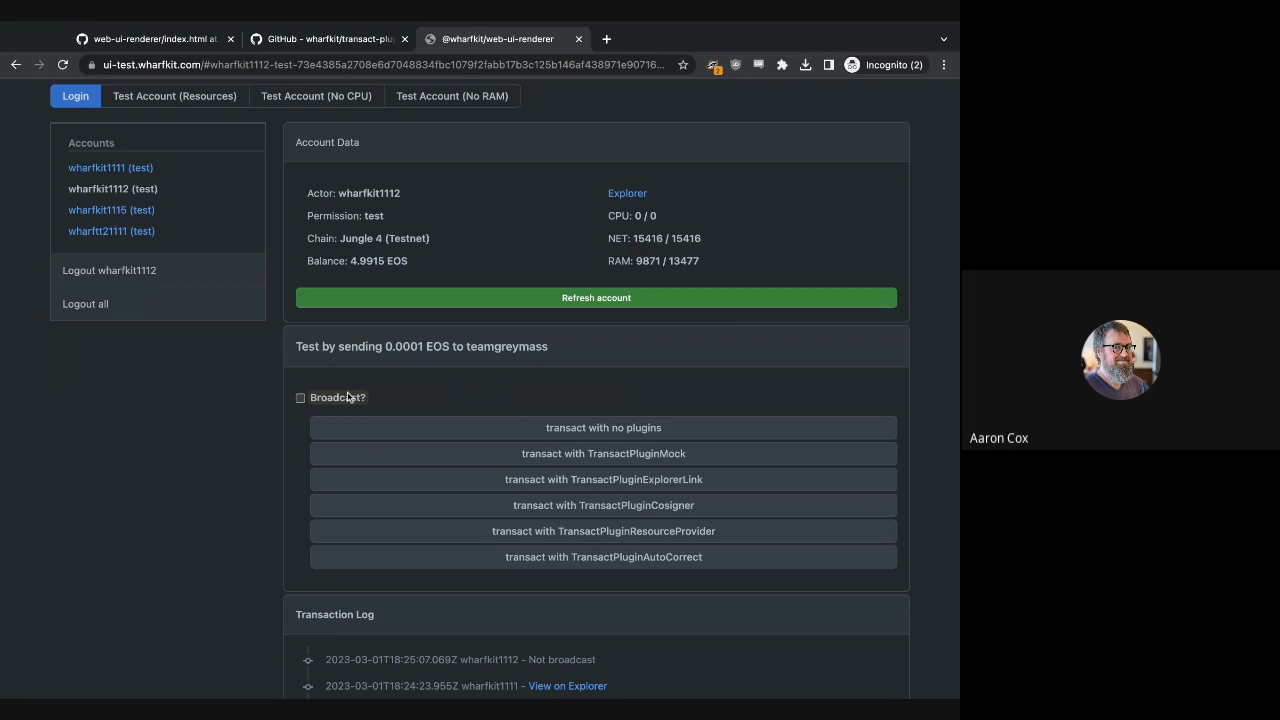 web-ui-renderer/index.html at
GitHub - wharfkit/transact-plu
@wharfkit/web-ui-renderer
ui-test.wharfkit.com/#wharfkit1112-test-73e4385a2708e6d7048834fbc1079f2fabb17b3c125b146af438971e90716...
7
Incognito (2)
Login
Test Account (Resources)
Test Account (No CPU)
Test Account (No RAM)
Accounts
wharfkit1111 (test)
wharfkit1112 (test)
wharfkit1115 (test)
wharftt21111 (test)
Logout wharfkit1112
Logout all
Account Data
Actor: wharfkit1112
Explorer
Permission: test
CPU: 0 / 0
Chain: Jungle 4 (Testnet)
NET: 15416 / 15416
Balance: 4.9915 EOS
RAM: 9871 / 13477
Refresh account
Test by sending 0.0001 EOS to teamgreymass
Broadcast?
transact with no plugins
transact with TransactPluginMock
transact with TransactPluginExplorerLink
transact with TransactPluginCosigner
transact with TransactPluginResourceProvider
transact with TransactPluginAutoCorrect
Transaction Log
2023-03-01T18:25:07.069Z wharfkit1112 - Not broadcast
2023-03-01T18:24:23.955Z wharfkit1111 - View on Explorer
Aaron Cox